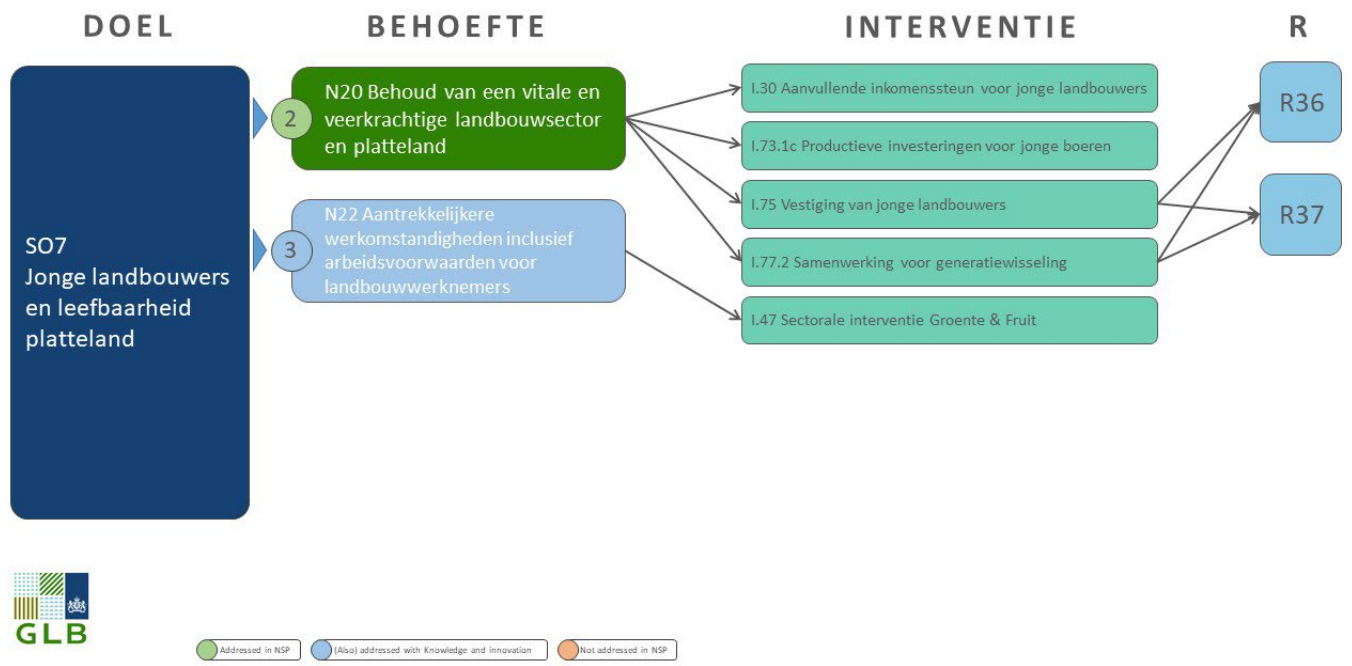 DOEL
BEHOEFTE
INTERVENTIE
R
SO7
Jonge landbouwers
en leefbaarheid
platteland
2
N20 Behoud van een vitale en
veerkrachtige landbouwsector
en platteland
3
N22 Aantrekkelijkere
werkomstandigheden inclusief
arbeidsvoorwaarden voor
landbouwwerknemers
I.30 Aanvullende inkomenssteun voor jonge landbouwers
I.73.1c Productieve investeringen voor jonge boeren
I.75 Vestiging van jonge landbouwers
I.77.2 Samenwerking voor generatiewisseling
I.47 Sectorale interventie Groente & Fruit
R36
R37
GLB
Addressed in NSP
(Also) addressed with Knowledge and innovation
Not addressed in NSP